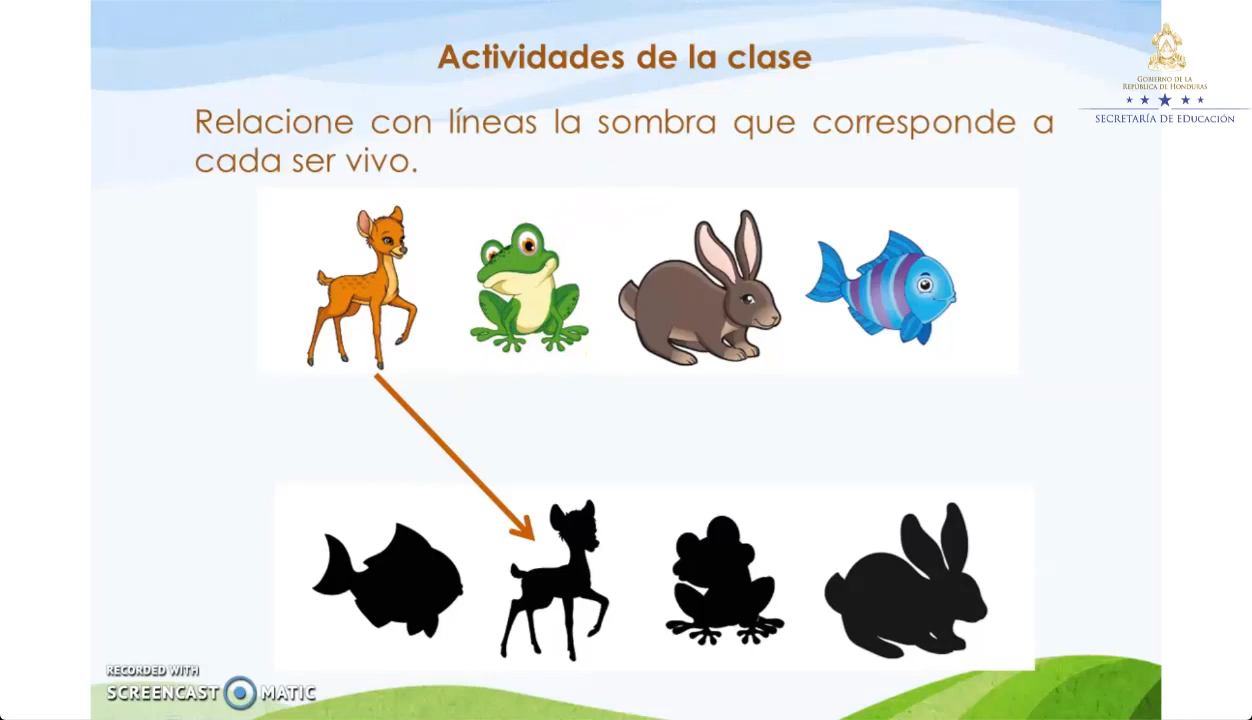 Actividades de la clase
GOBIERNO DE LA
REPÚBLICA DE HONDURAS
SECRETARÍA DE EDUCACIÓN
Relacione con líneas la sombra que corresponde a
cada ser vivo.
RECORDED WITH
SCREENCAST MATIC